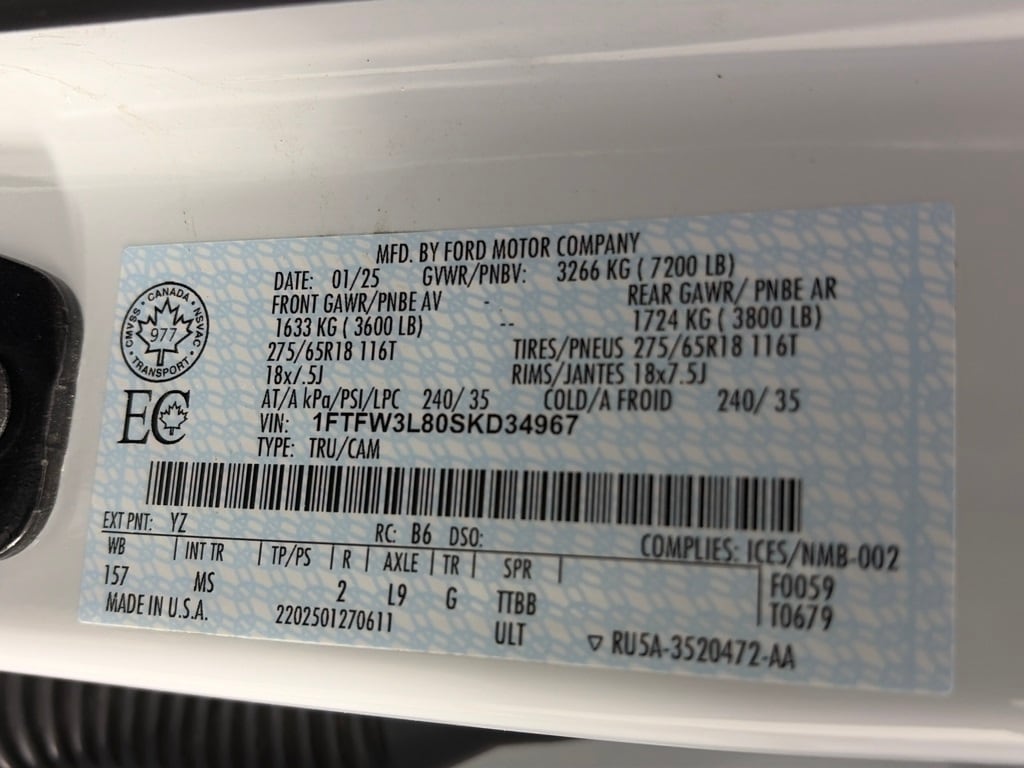 MFD. BY FORD MOTOR COMPANY
DATE: 01/25 GVWR/PNBV: 3266 KG ( 7200 LB)
FRONT GAWR/PNBE AV - REAR GAWR/ PNBE AR
1633 KG ( 3600 LB) -- 1724 KG ( 3800 LB)
275/65R18 116T TIRES/PNEUS 275/65R18 116T
18x7.5J RIMS/JANTES 18x7.5J
AT/A kPa/PSI/LPC 240/ 35 COLD/A FROID 240/ 35
VIN: 1FTFW3L80SKD34967
TYPE: TRU/CAM
CANADA
CMVSS · NSVAC
977
TRANSPORT
EC
EXT PNT: YZ RC: B6 DSO: COMPLIES: ICES/NMB-002
WB | INT TR | TP/PS | R | AXLE | TR | SPR | F0059
157 MS 2 L9 G TTBB T0679
MADE IN U.S.A. 2202501270611 ULT ▽ RU5A-3520472-AA